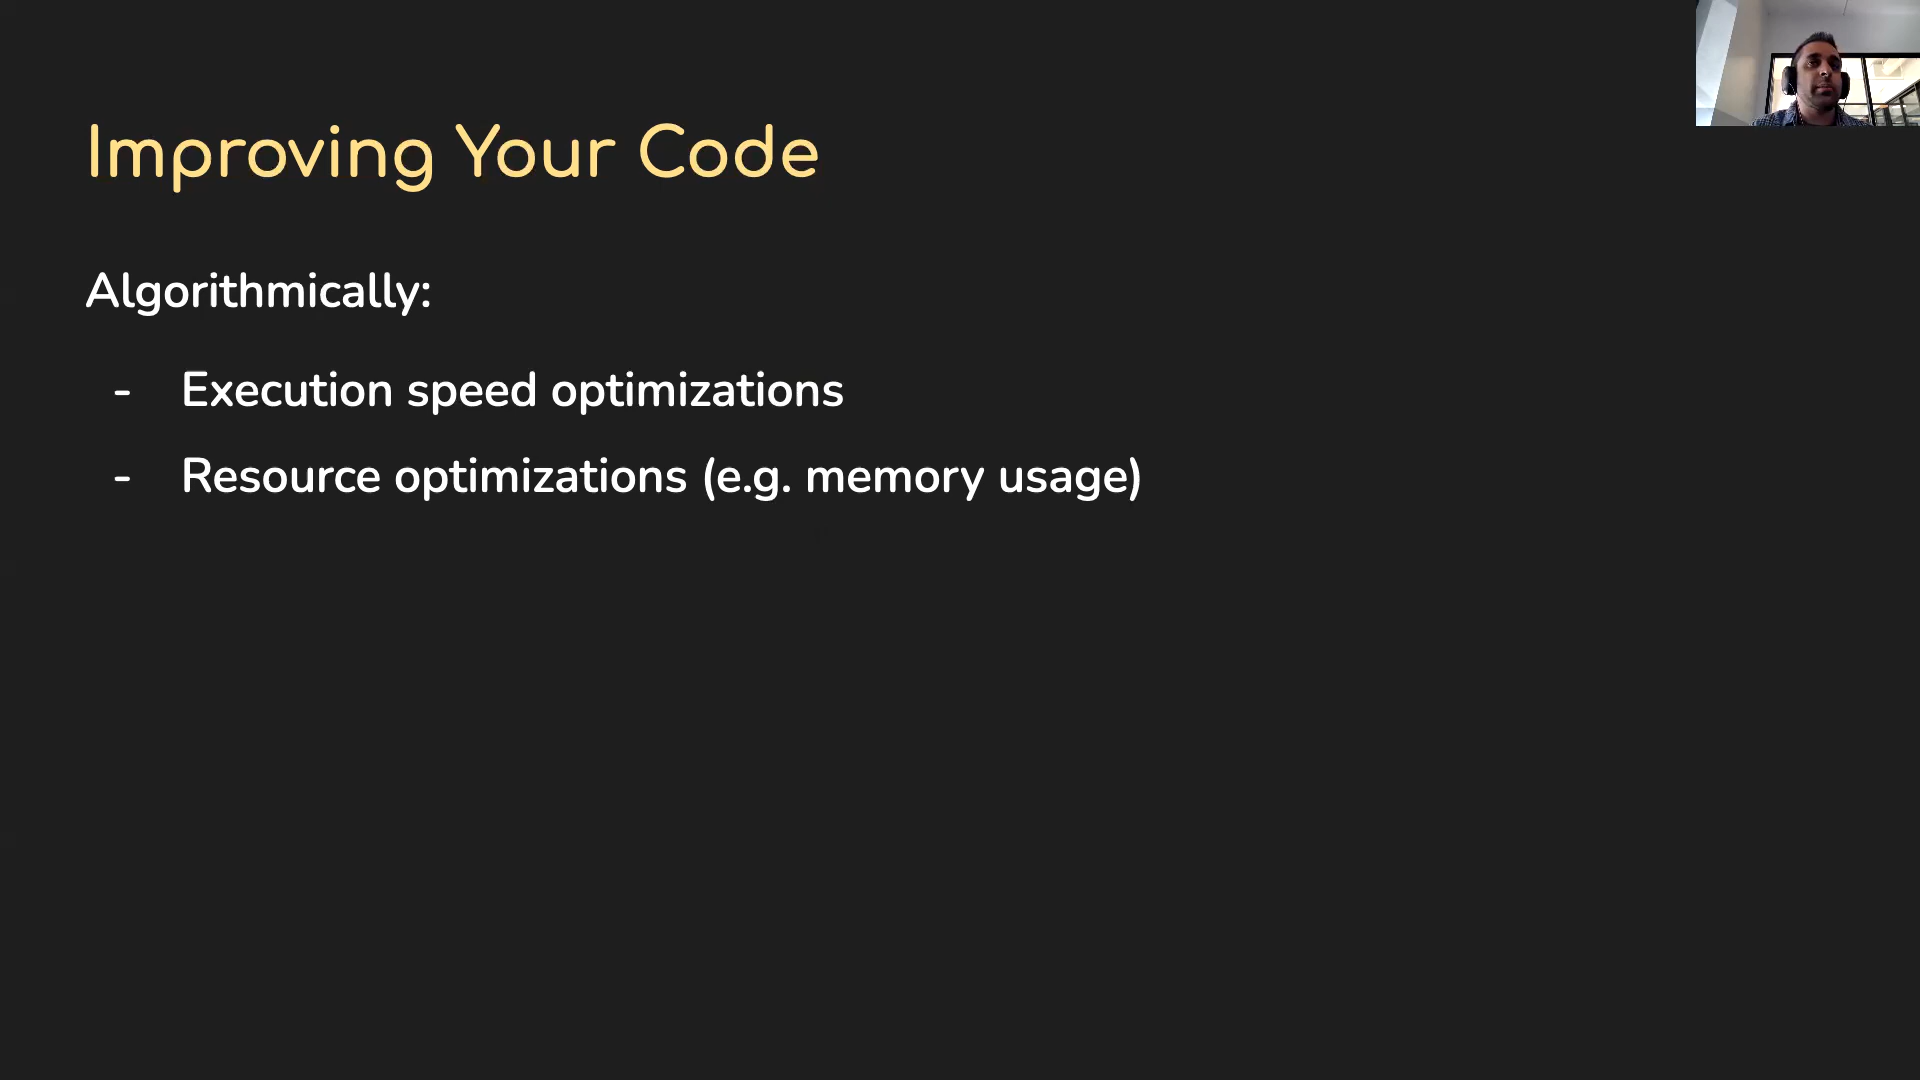 Improving Your Code
Algorithmically:
- Execution speed optimizations
- Resource optimizations (e.g. memory usage)